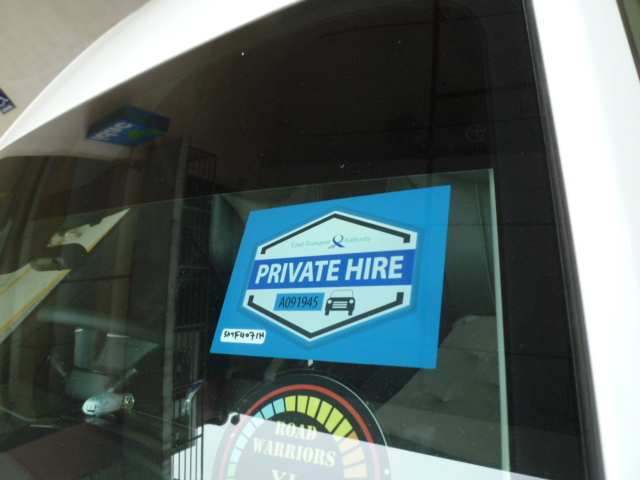 Land Transport Authority
PRIVATE HIRE
A091945
ROAD
WARRIORS